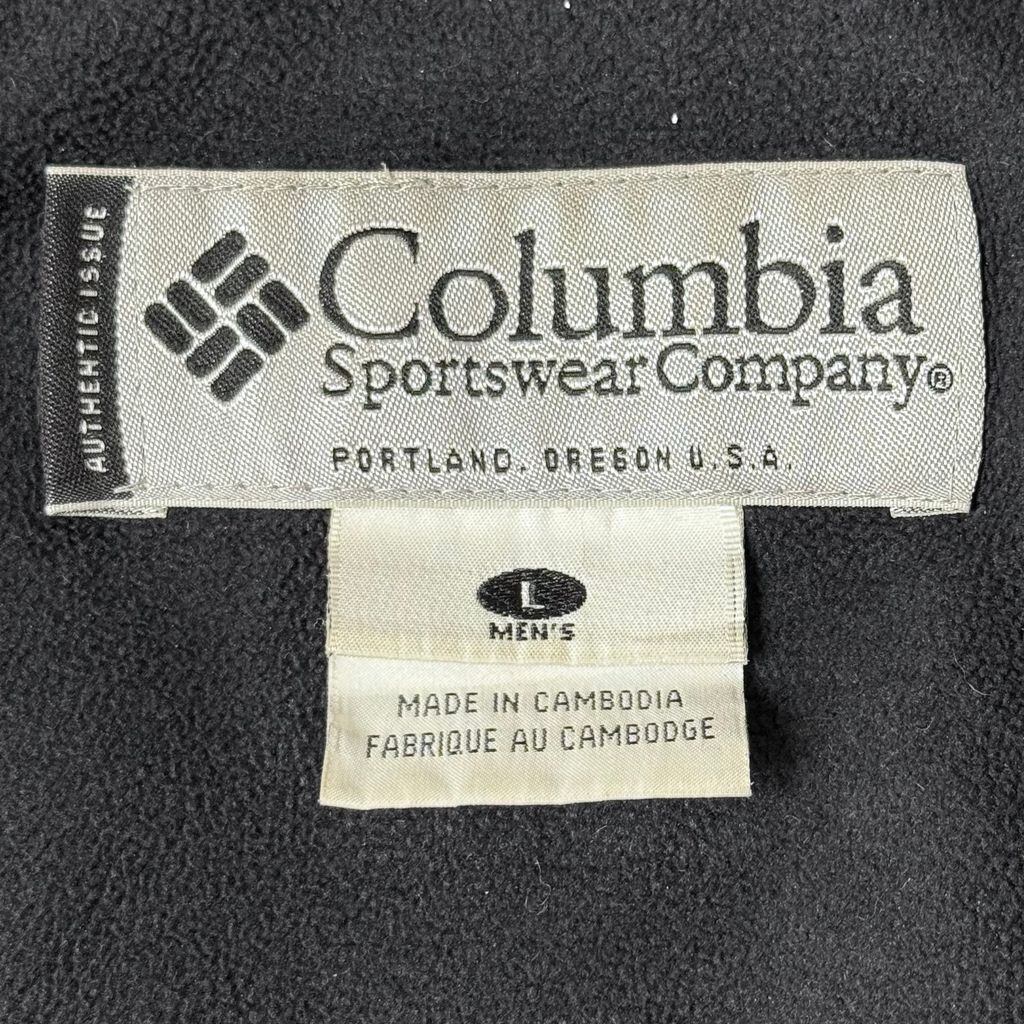 AUTHENTIC ISSUE
Columbia
Sportswear Company®
PORTLAND, OREGON U.S.A.
L
MEN'S
MADE IN CAMBODIA
FABRIQUE AU CAMBODGE